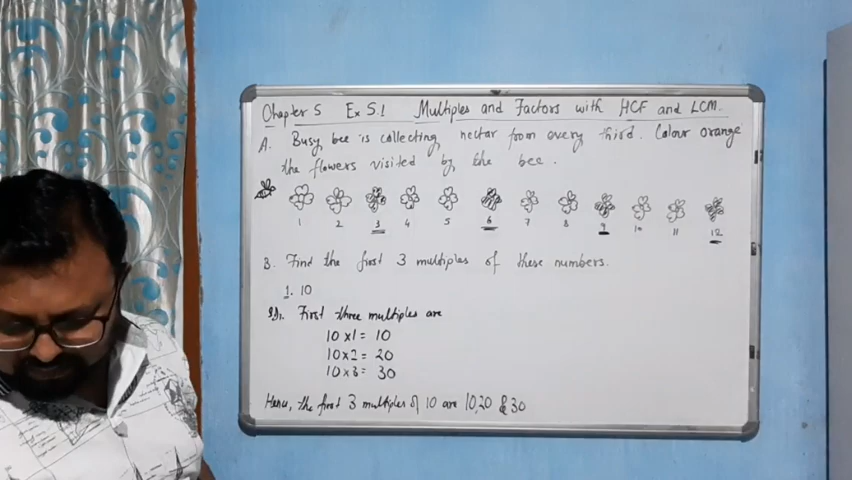 Chapter 5 Ex 5.1 Multiples and Factors with HCF and LCM.
A. Busy bee is collecting nectar from every third. Colour orange
the flowers visited by the bee.
1 2 3 4 5 6 7 8 9 10 11 12
B. Find the first 3 multiples of these numbers.
1. 10
Sol. First three multiples are
10 x 1 = 10
10 x 2 = 20
10 x 3 = 30
Hence, the first 3 multiples of 10 are 10,20 & 30